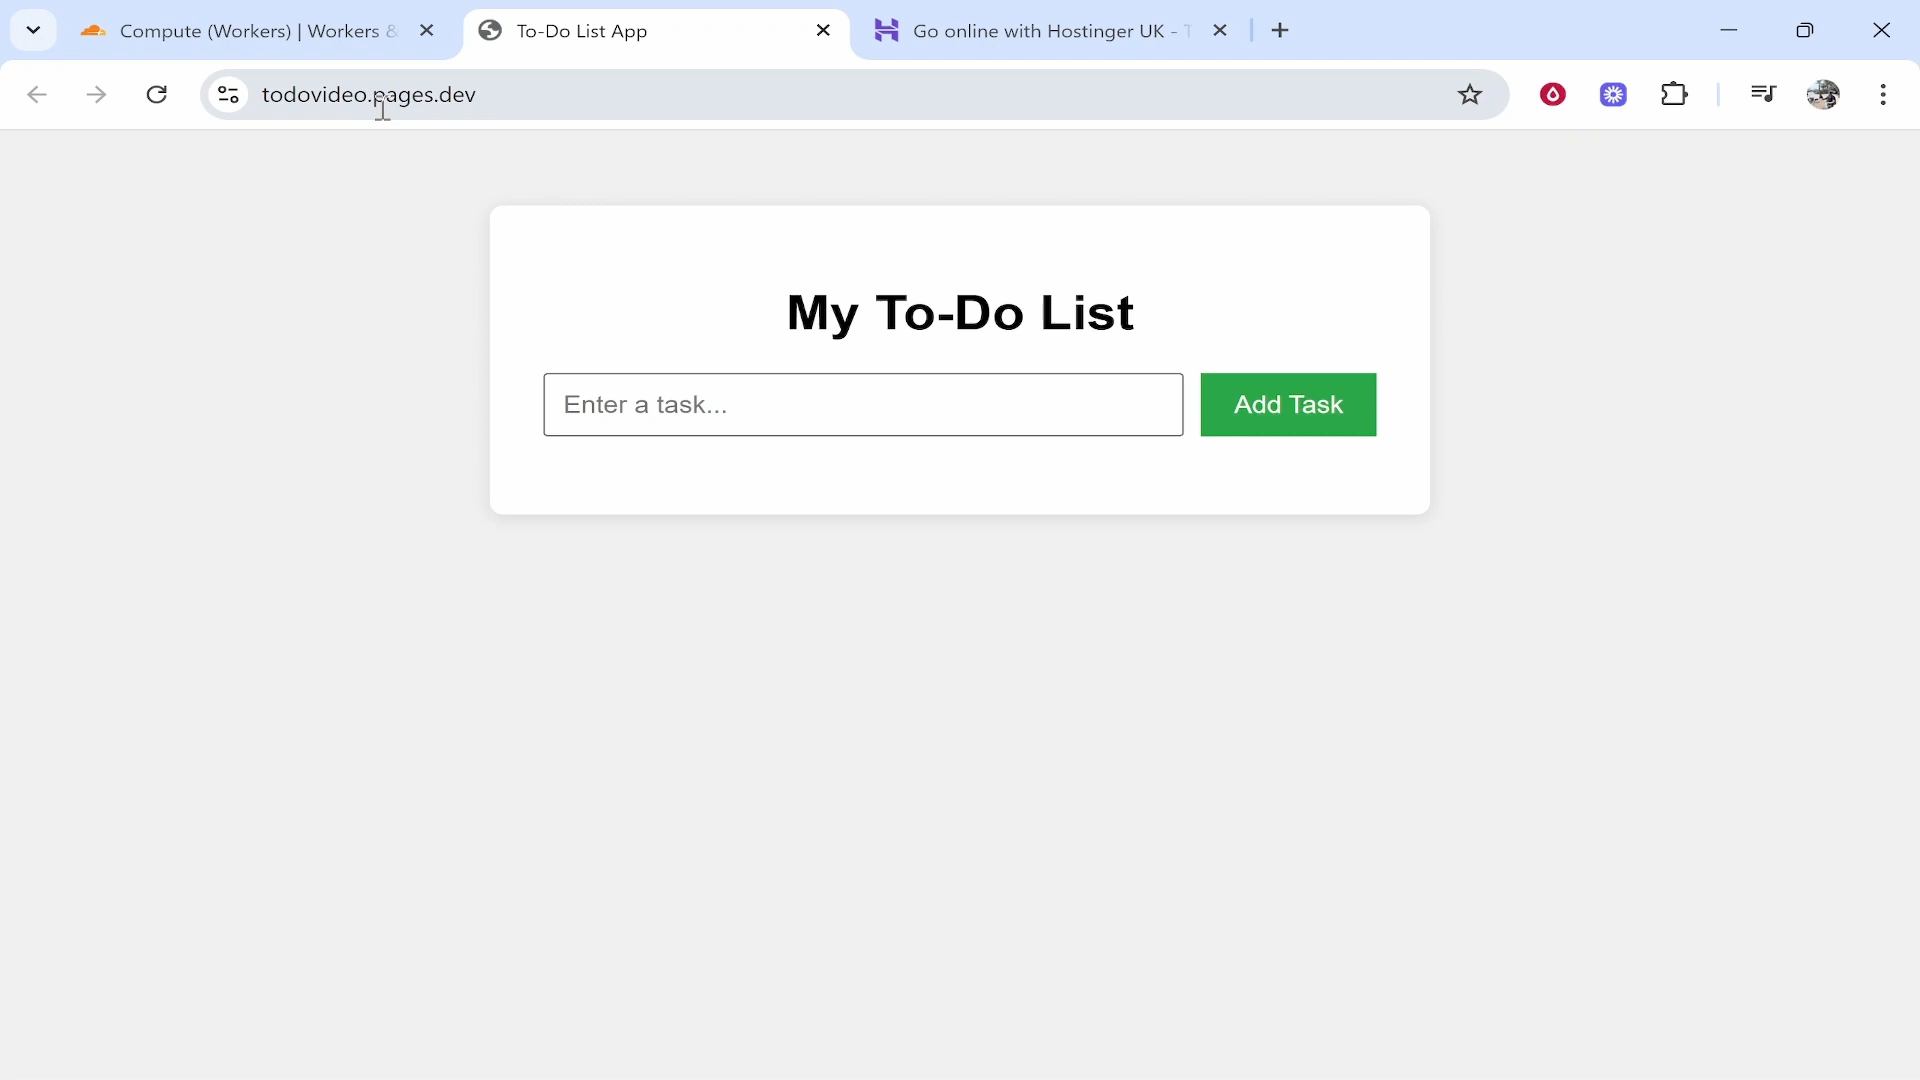 Compute (Workers) | Workers &
To-Do List App
Go online with Hostinger UK -
todovideo.pages.dev
My To-Do List
Enter a task...
Add Task